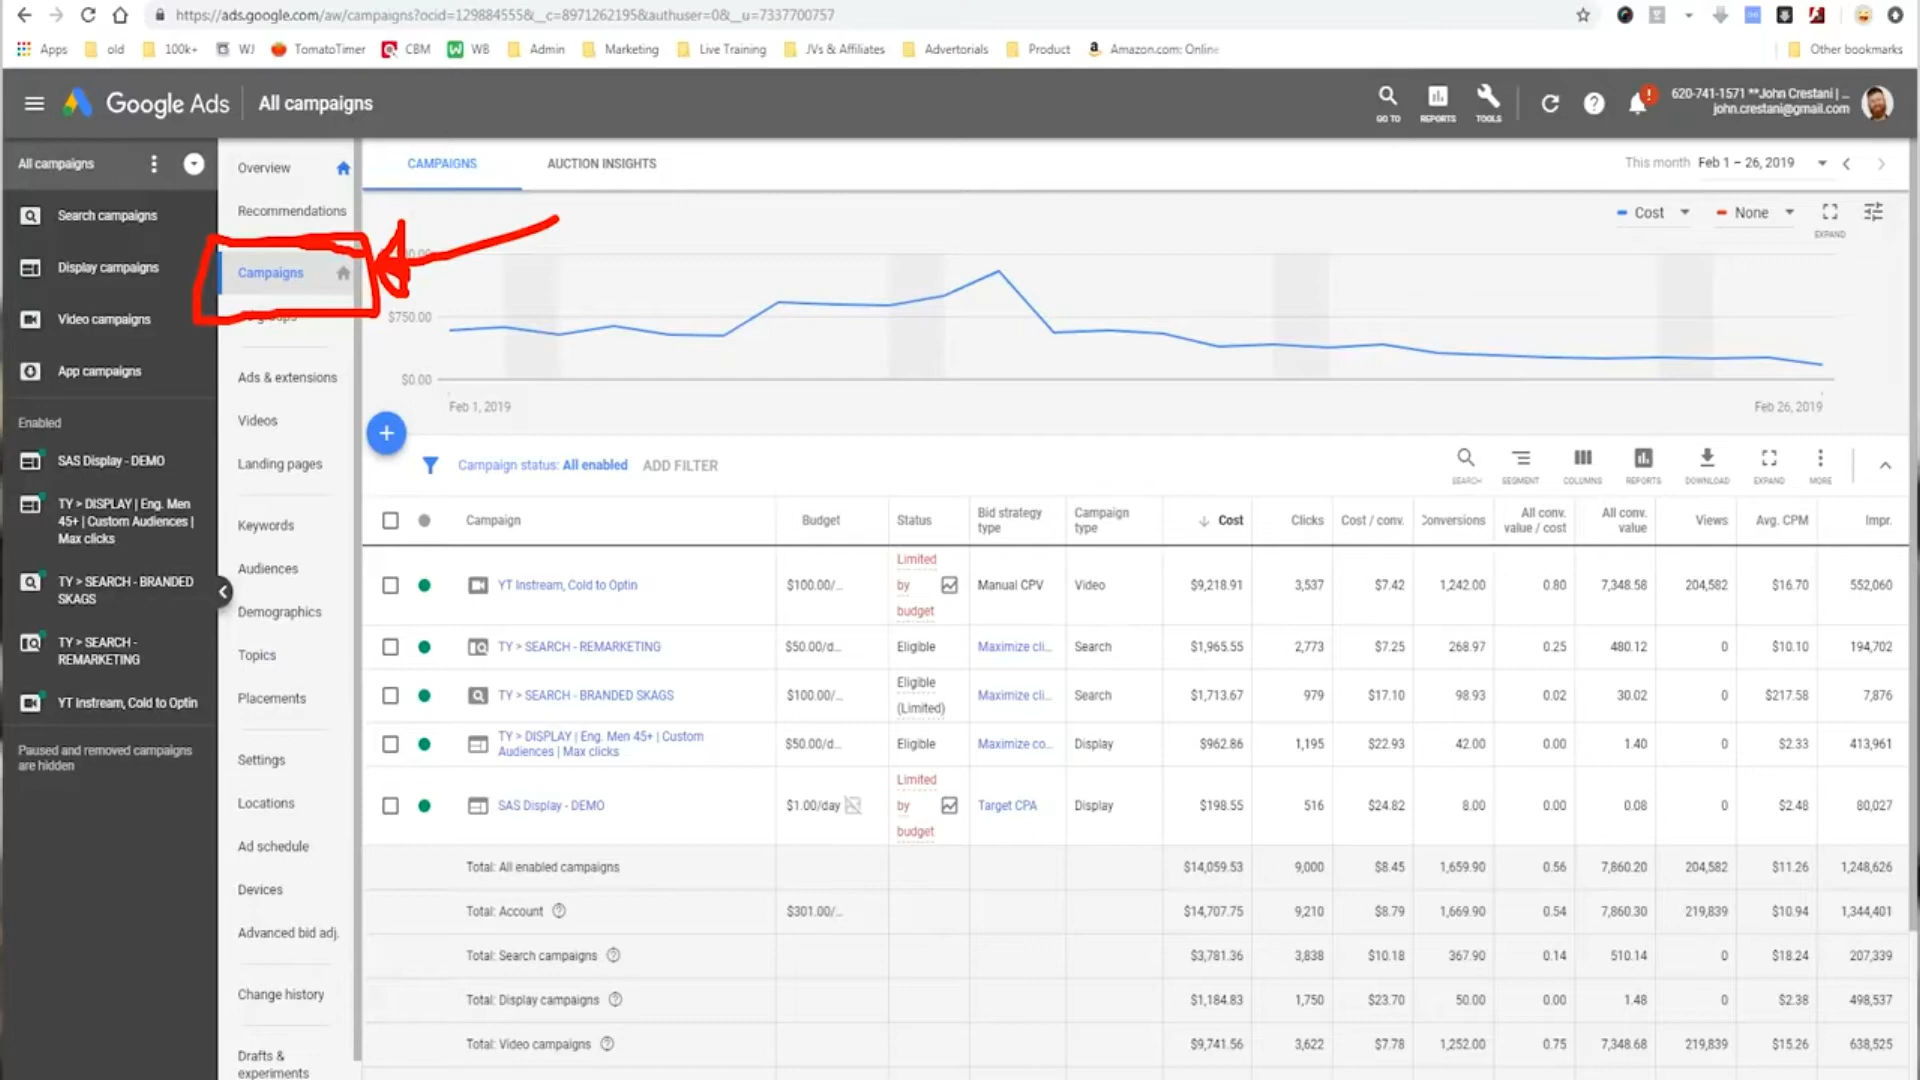 https://ads.google.com/aw/campaigns?ocid=129884555&__c=8971262195&authuser=0&__u=7337700757
Apps old 100k+ WJ TomatoTimer CBM WB Admin Marketing Live Training JVs & Affiliates Advertorials Product Amazon.com: Online Other bookmarks
Google Ads All campaigns GO TO REPORTS TOOLS
620-741-1571 **John Crestani | ...
john.crestani@gmail.com
All campaigns
Search campaigns
Display campaigns
Video campaigns
App campaigns
Enabled
SAS Display - DEMO
TY > DISPLAY | Eng. Men
45+ | Custom Audiences |
Max clicks
TY > SEARCH - BRANDED
SKAGS
TY > SEARCH -
REMARKETING
YT Instream, Cold to Optin
Paused and removed campaigns
are hidden
Overview
Recommendations
Campaigns
Ads & extensions
Videos
Landing pages
Keywords
Audiences
Demographics
Topics
Placements
Settings
Locations
Ad schedule
Devices
Advanced bid adj.
Change history
Drafts &
experiments
CAMPAIGNS AUCTION INSIGHTS
This month Feb 1 – 26, 2019
Cost None
EXPAND
$750.00
$0.00
Feb 1, 2019 Feb 26, 2019
Campaign status: All enabled ADD FILTER
SEARCH SEGMENT COLUMNS REPORTS DOWNLOAD EXPAND MORE
Campaign Budget Status Bid strategy type Campaign type Cost Clicks Cost / conv. Conversions All conv. value / cost All conv. value Views Avg. CPM Impr.
YT Instream, Cold to Optin $100.00/... Limited by budget Manual CPV Video $9,218.91 3,537 $7.42 1,242.00 0.80 7,348.58 204,582 $16.70 552,060
TY > SEARCH - REMARKETING $50.00/d... Eligible Maximize cli... Search $1,965.55 2,773 $7.25 268.97 0.25 480.12 0 $10.10 194,702
TY > SEARCH - BRANDED SKAGS $100.00/... Eligible (Limited) Maximize cli... Search $1,713.67 979 $17.10 98.93 0.02 30.02 0 $217.58 7,876
TY > DISPLAY | Eng. Men 45+ | Custom Audiences | Max clicks $50.00/d... Eligible Maximize co... Display $962.86 1,195 $22.93 42.00 0.00 1.40 0 $2.33 413,961
SAS Display - DEMO $1.00/day Limited by budget Target CPA Display $198.55 516 $24.82 8.00 0.00 0.08 0 $2.48 80,027
Total: All enabled campaigns $14,059.53 9,000 $8.45 1,659.90 0.56 7,860.20 204,582 $11.26 1,248,626
Total: Account $301.00/... $14,707.75 9,210 $8.79 1,669.90 0.54 7,860.30 219,839 $10.94 1,344,401
Total: Search campaigns $3,781.36 3,838 $10.18 367.90 0.14 510.14 0 $18.24 207,339
Total: Display campaigns $1,184.83 1,750 $23.70 50.00 0.00 1.48 0 $2.38 498,537
Total: Video campaigns $9,741.56 3,622 $7.78 1,252.00 0.75 7,348.68 219,839 $15.26 638,525